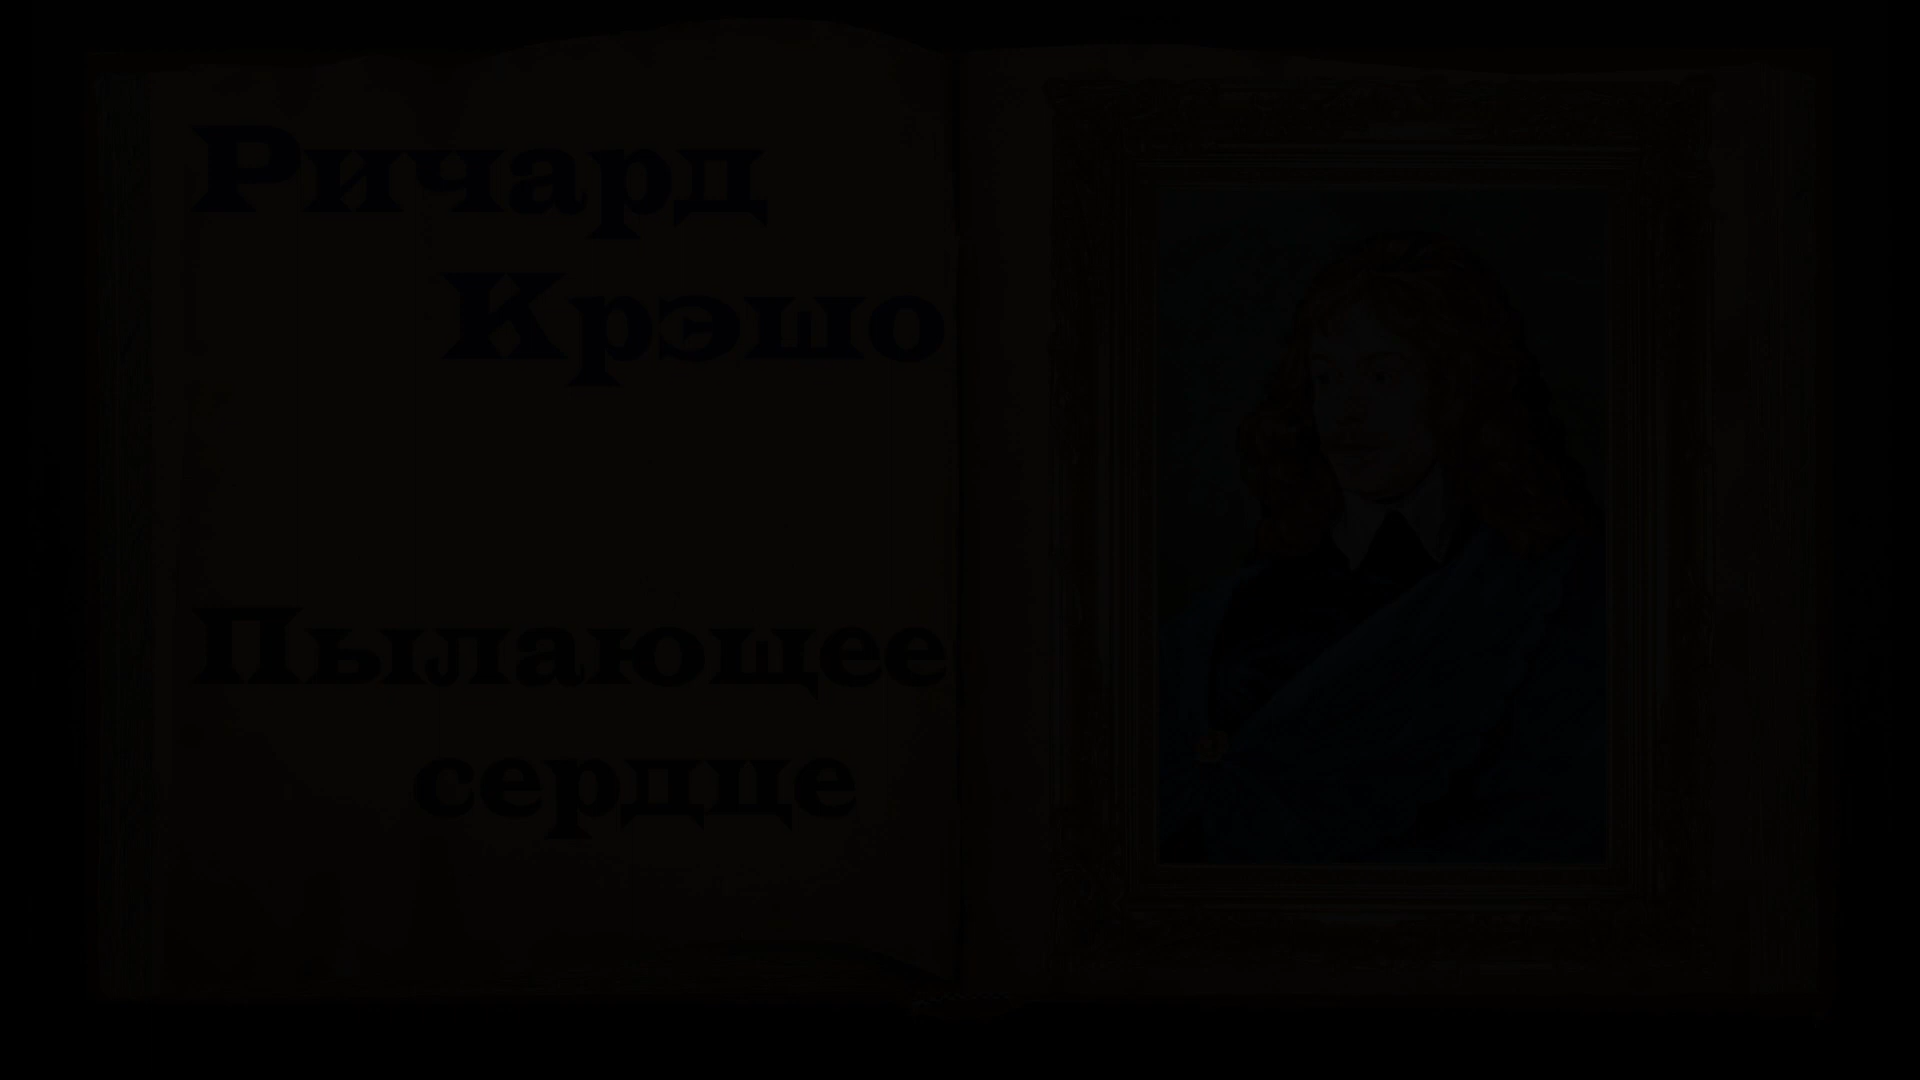 Ричард
Крэшо
Пылающее
сердце